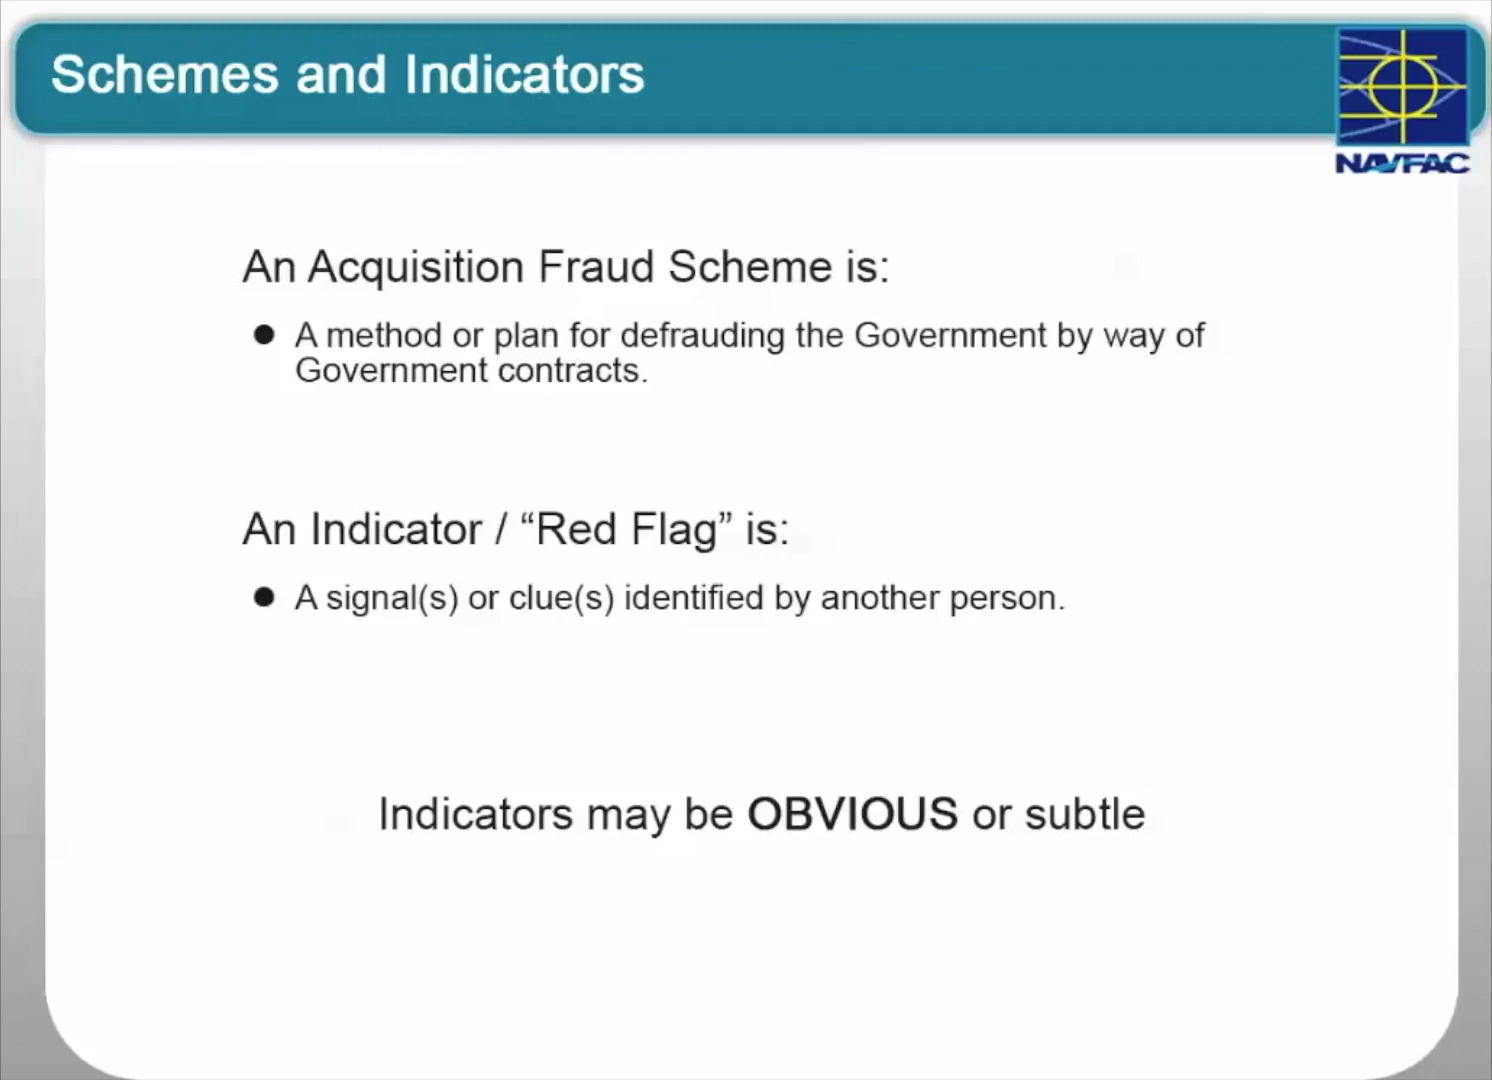 Schemes and Indicators
NAVFAC
An Acquisition Fraud Scheme is:
● A method or plan for defrauding the Government by way of
Government contracts.
An Indicator / “Red Flag” is:
● A signal(s) or clue(s) identified by another person.
Indicators may be OBVIOUS or subtle